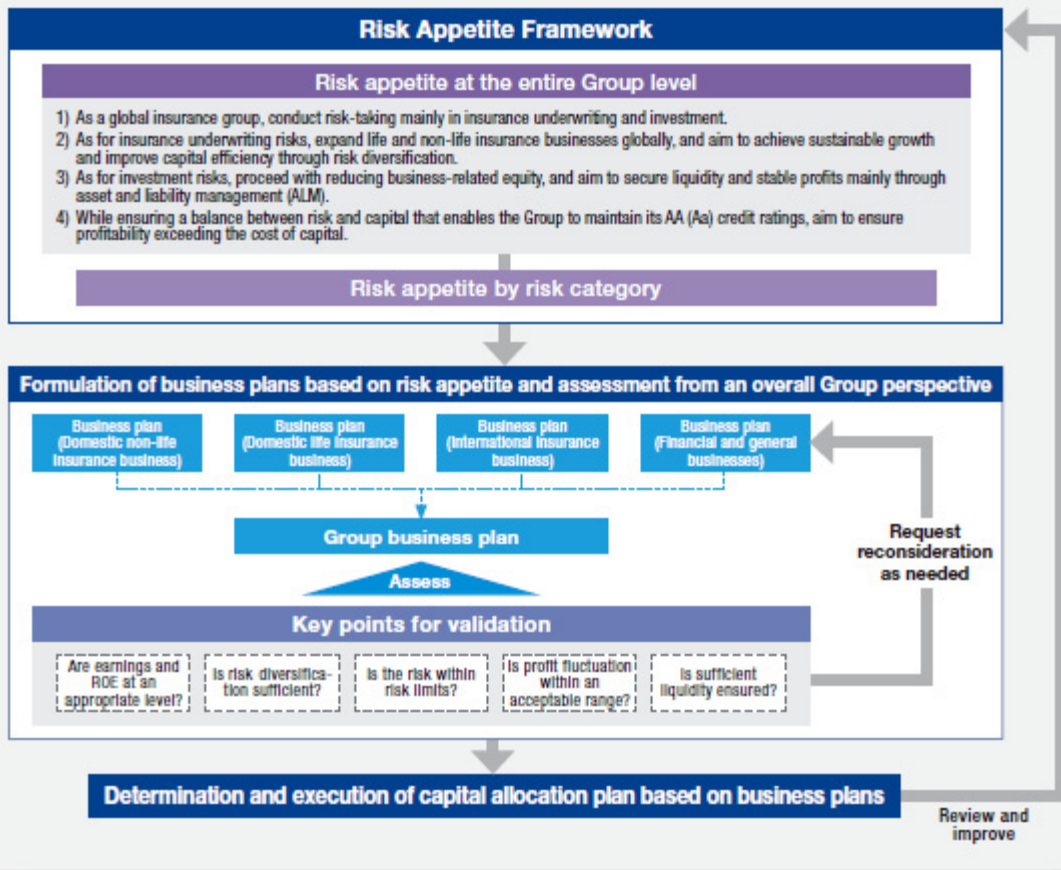 Risk Appetite Framework
Risk appetite at the entire Group level
1) As a global insurance group, conduct risk-taking mainly in insurance underwriting and investment.
2) As for insurance underwriting risks, expand life and non-life insurance businesses globally, and aim to achieve sustainable growth
and improve capital efficiency through risk diversification.
3) As for investment risks, proceed with reducing business-related equity, and aim to secure liquidity and stable profits mainly through
asset and liability management (ALM).
4) While ensuring a balance between risk and capital that enables the Group to maintain its AA (Aa) credit ratings, aim to ensure
profitability exceeding the cost of capital.
Risk appetite by risk category
Formulation of business plans based on risk appetite and assessment from an overall Group perspective
Business plan
(Domestic non-life
insurance business)
Business plan
(Domestic life insurance
business)
Business plan
(International insurance
business)
Business plan
(Financial and general
businesses)
Group business plan
Assess
Request
reconsideration
as needed
Key points for validation
Are earnings and
ROE at an
appropriate level?
Is risk diversifica-
tion sufficient?
Is the risk within
risk limits?
Is profit fluctuation
within an
acceptable range?
Is sufficient
liquidity ensured?
Determination and execution of capital allocation plan based on business plans
Review and
improve